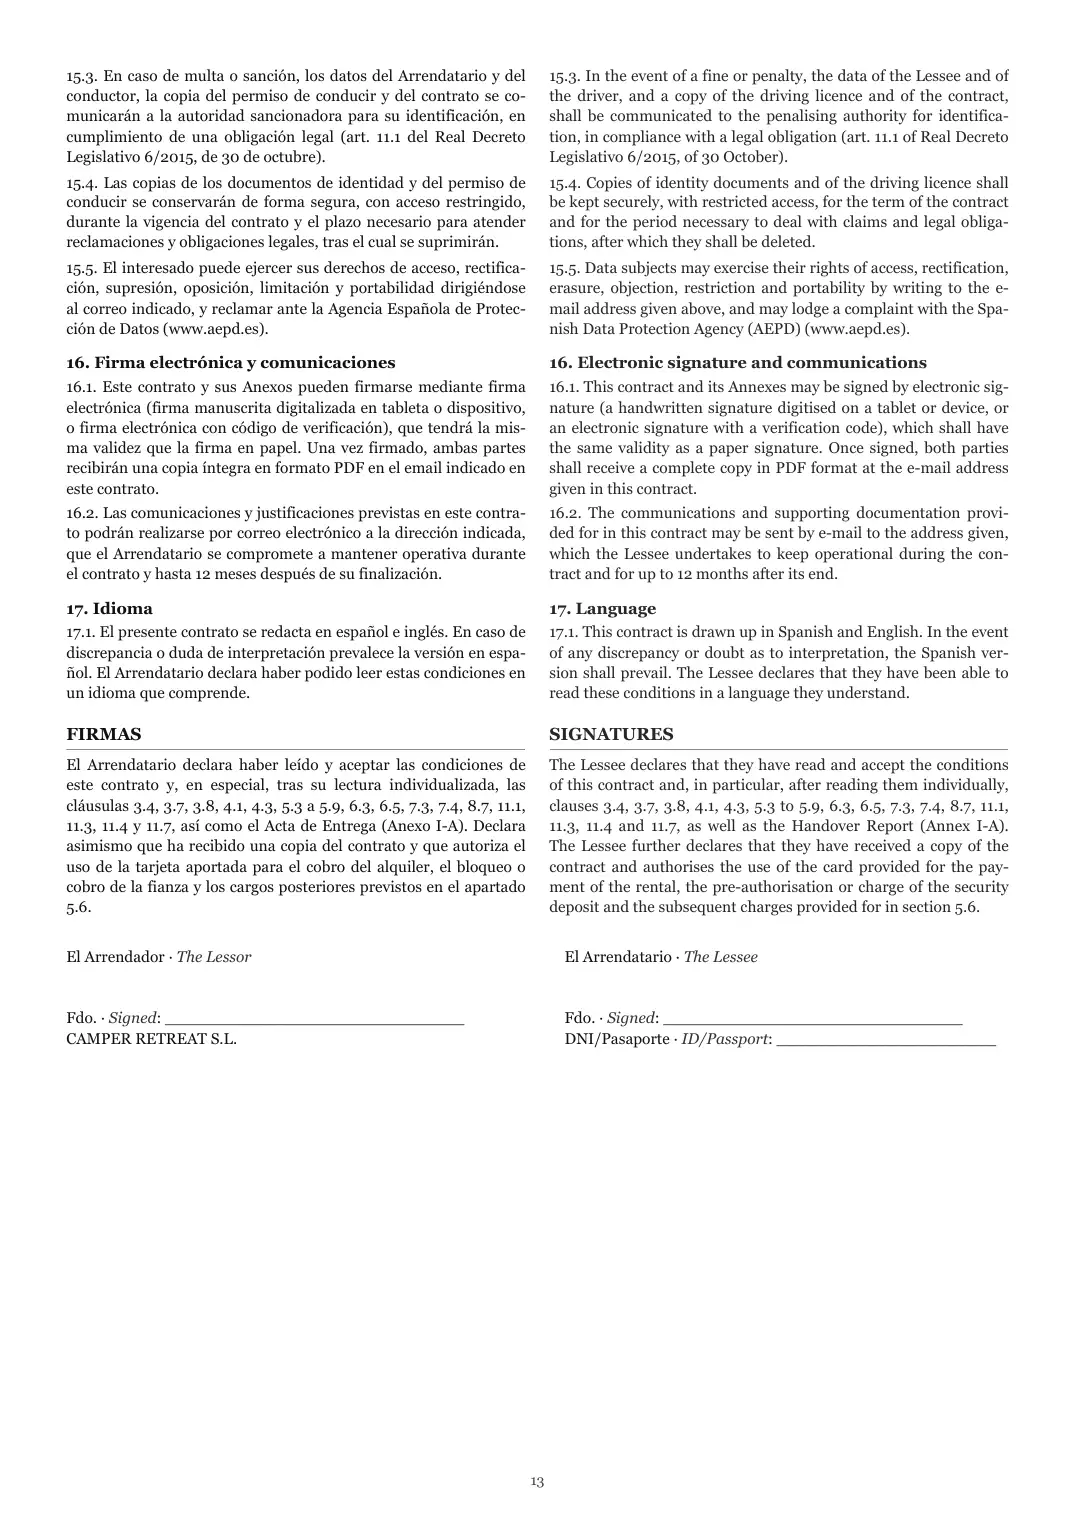 15.3. En caso de multa o sanción, los datos del Arrendatario y del
conductor, la copia del permiso de conducir y del contrato se co-
municarán a la autoridad sancionadora para su identificación, en
cumplimiento de una obligación legal (art. 11.1 del Real Decreto
Legislativo 6/2015, de 30 de octubre).
15.4. Las copias de los documentos de identidad y del permiso de
conducir se conservarán de forma segura, con acceso restringido,
durante la vigencia del contrato y el plazo necesario para atender
reclamaciones y obligaciones legales, tras el cual se suprimirán.
15.5. El interesado puede ejercer sus derechos de acceso, rectifica-
ción, supresión, oposición, limitación y portabilidad dirigiéndose
al correo indicado, y reclamar ante la Agencia Española de Protec-
ción de Datos (www.aepd.es).
16. Firma electrónica y comunicaciones
16.1. Este contrato y sus Anexos pueden firmarse mediante firma
electrónica (firma manuscrita digitalizada en tableta o dispositivo,
o firma electrónica con código de verificación), que tendrá la mis-
ma validez que la firma en papel. Una vez firmado, ambas partes
recibirán una copia íntegra en formato PDF en el email indicado en
este contrato.
16.2. Las comunicaciones y justificaciones previstas en este contra-
to podrán realizarse por correo electrónico a la dirección indicada,
que el Arrendatario se compromete a mantener operativa durante
el contrato y hasta 12 meses después de su finalización.
17. Idioma
17.1. El presente contrato se redacta en español e inglés. En caso de
discrepancia o duda de interpretación prevalece la versión en espa-
ñol. El Arrendatario declara haber podido leer estas condiciones en
un idioma que comprende.
FIRMAS
El Arrendatario declara haber leído y aceptar las condiciones de
este contrato y, en especial, tras su lectura individualizada, las
cláusulas 3.4, 3.7, 3.8, 4.1, 4.3, 5.3 a 5.9, 6.3, 6.5, 7.3, 7.4, 8.7, 11.1,
11.3, 11.4 y 11.7, así como el Acta de Entrega (Anexo I-A). Declara
asimismo que ha recibido una copia del contrato y que autoriza el
uso de la tarjeta aportada para el cobro del alquiler, el bloqueo o
cobro de la fianza y los cargos posteriores previstos en el apartado
5.6.
15.3. In the event of a fine or penalty, the data of the Lessee and of
the driver, and a copy of the driving licence and of the contract,
shall be communicated to the penalising authority for identifica-
tion, in compliance with a legal obligation (art. 11.1 of Real Decreto
Legislativo 6/2015, of 30 October).
15.4. Copies of identity documents and of the driving licence shall
be kept securely, with restricted access, for the term of the contract
and for the period necessary to deal with claims and legal obliga-
tions, after which they shall be deleted.
15.5. Data subjects may exercise their rights of access, rectification,
erasure, objection, restriction and portability by writing to the e-
mail address given above, and may lodge a complaint with the Spa-
nish Data Protection Agency (AEPD) (www.aepd.es).
16. Electronic signature and communications
16.1. This contract and its Annexes may be signed by electronic sig-
nature (a handwritten signature digitised on a tablet or device, or
an electronic signature with a verification code), which shall have
the same validity as a paper signature. Once signed, both parties
shall receive a complete copy in PDF format at the e-mail address
given in this contract.
16.2. The communications and supporting documentation provi-
ded for in this contract may be sent by e-mail to the address given,
which the Lessee undertakes to keep operational during the con-
tract and for up to 12 months after its end.
17. Language
17.1. This contract is drawn up in Spanish and English. In the event
of any discrepancy or doubt as to interpretation, the Spanish ver-
sion shall prevail. The Lessee declares that they have been able to
read these conditions in a language they understand.
SIGNATURES
The Lessee declares that they have read and accept the conditions
of this contract and, in particular, after reading them individually,
clauses 3.4, 3.7, 3.8, 4.1, 4.3, 5.3 to 5.9, 6.3, 6.5, 7.3, 7.4, 8.7, 11.1,
11.3, 11.4 and 11.7, as well as the Handover Report (Annex I-A).
The Lessee further declares that they have received a copy of the
contract and authorises the use of the card provided for the pay-
ment of the rental, the pre-authorisation or charge of the security
deposit and the subsequent charges provided for in section 5.6.
El Arrendador · The Lessor
Fdo. · Signed: ______________________________
CAMPER RETREAT S.L.
El Arrendatario · The Lessee
Fdo. · Signed: ______________________________
DNI/Pasaporte · ID/Passport: ______________________
13